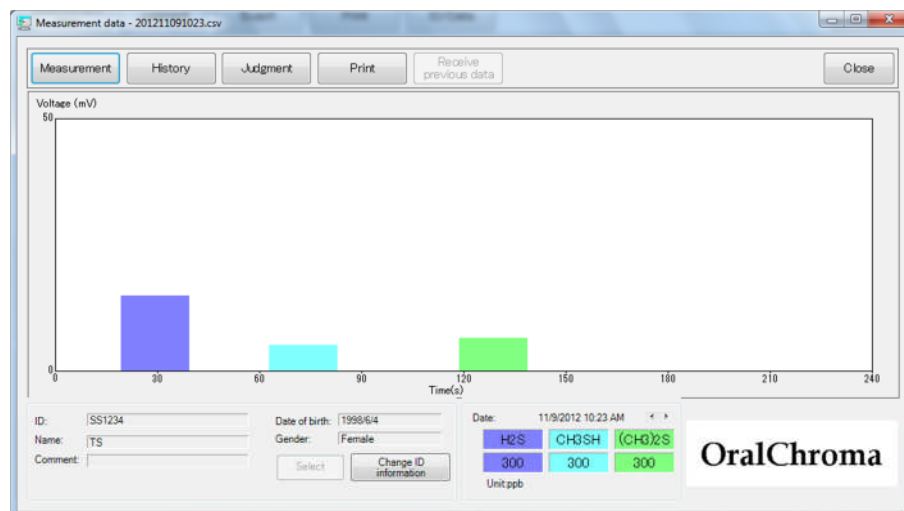 Measurement data - 201211091023.csv
Measurement History Judgment Print Receive previous data Close
Voltage (mV)
50
0
0 30 60 90 120 150 180 210 240
Time(s)
ID: SS1234
Name: TS
Comment:
Date of birth: 1998/6/4
Gender: Female
Select Change ID information
Date: 11/9/2012 10:23 AM
H2S CH3SH (CH3)2S
300 300 300
Unit:ppb
OralChroma